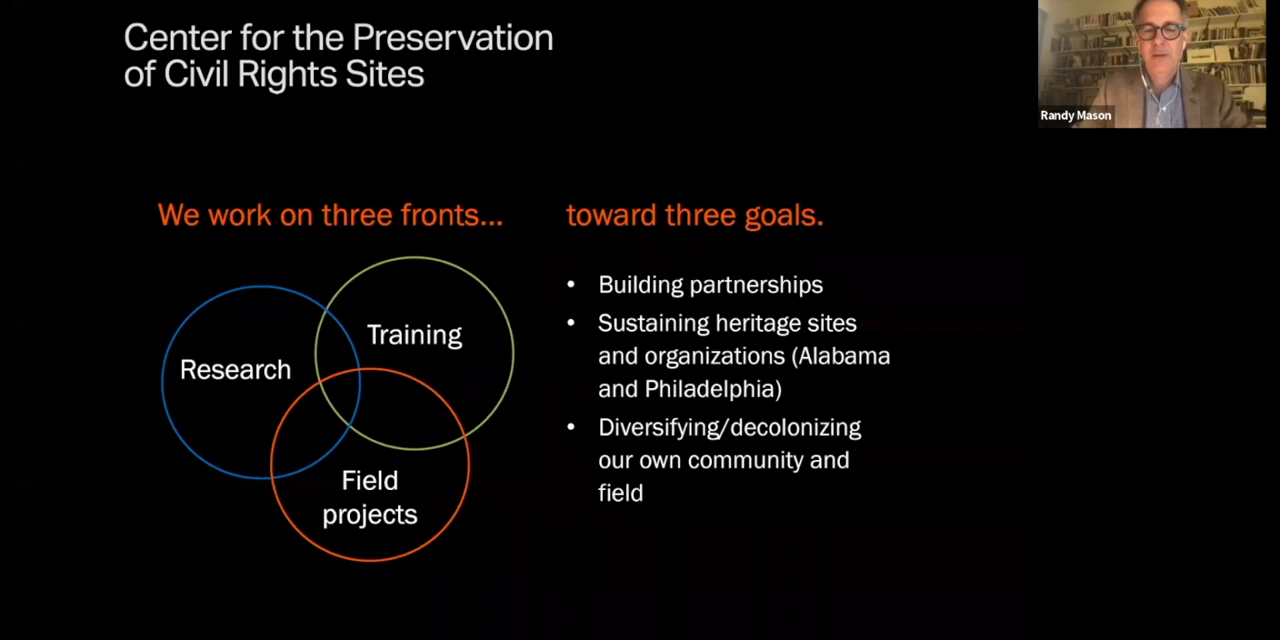 Center for the Preservation
of Civil Rights Sites
Randy Mason
We work on three fronts...
toward three goals.
Research
Training
Field
projects
• Building partnerships
• Sustaining heritage sites
and organizations (Alabama
and Philadelphia)
• Diversifying/decolonizing
our own community and
field